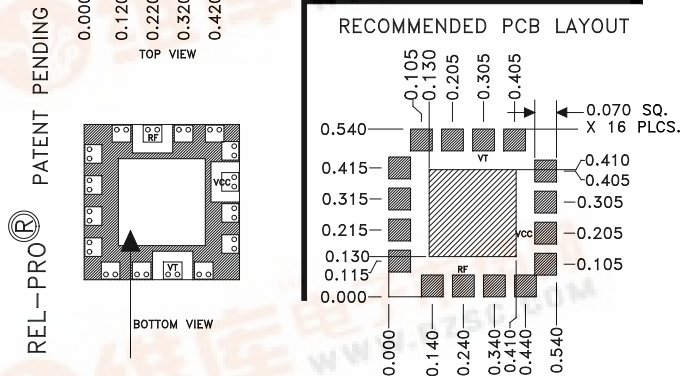 0.000
0.120
0.220
0.320
0.420
TOP VIEW
REL-PRO® PATENT PENDING
RF
VCC
VT
BOTTOM VIEW
RECOMMENDED PCB LAYOUT
0.105
0.130
0.205
0.305
0.405
0.070 SQ.
X 16 PLCS.
0.540
0.415
0.315
0.215
0.130
0.115
0.000
VT
VCC
RF
0.410
0.405
0.305
0.205
0.105
0.000
0.140
0.240
0.340
0.410
0.440
0.540